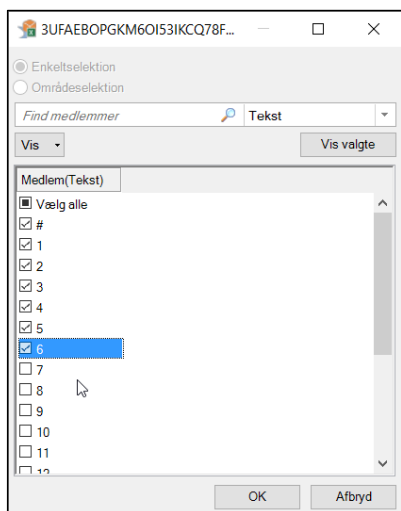 3UFAEBOPGKM6OI53IKCQ78F...
Enkeltselektion
Områdeselektion
Find medlemmer Tekst
Vis Vis valgte
Medlem(Tekst)
Vælg alle
#
1
2
3
4
5
6
7
8
9
10
11
12
OK Afbryd